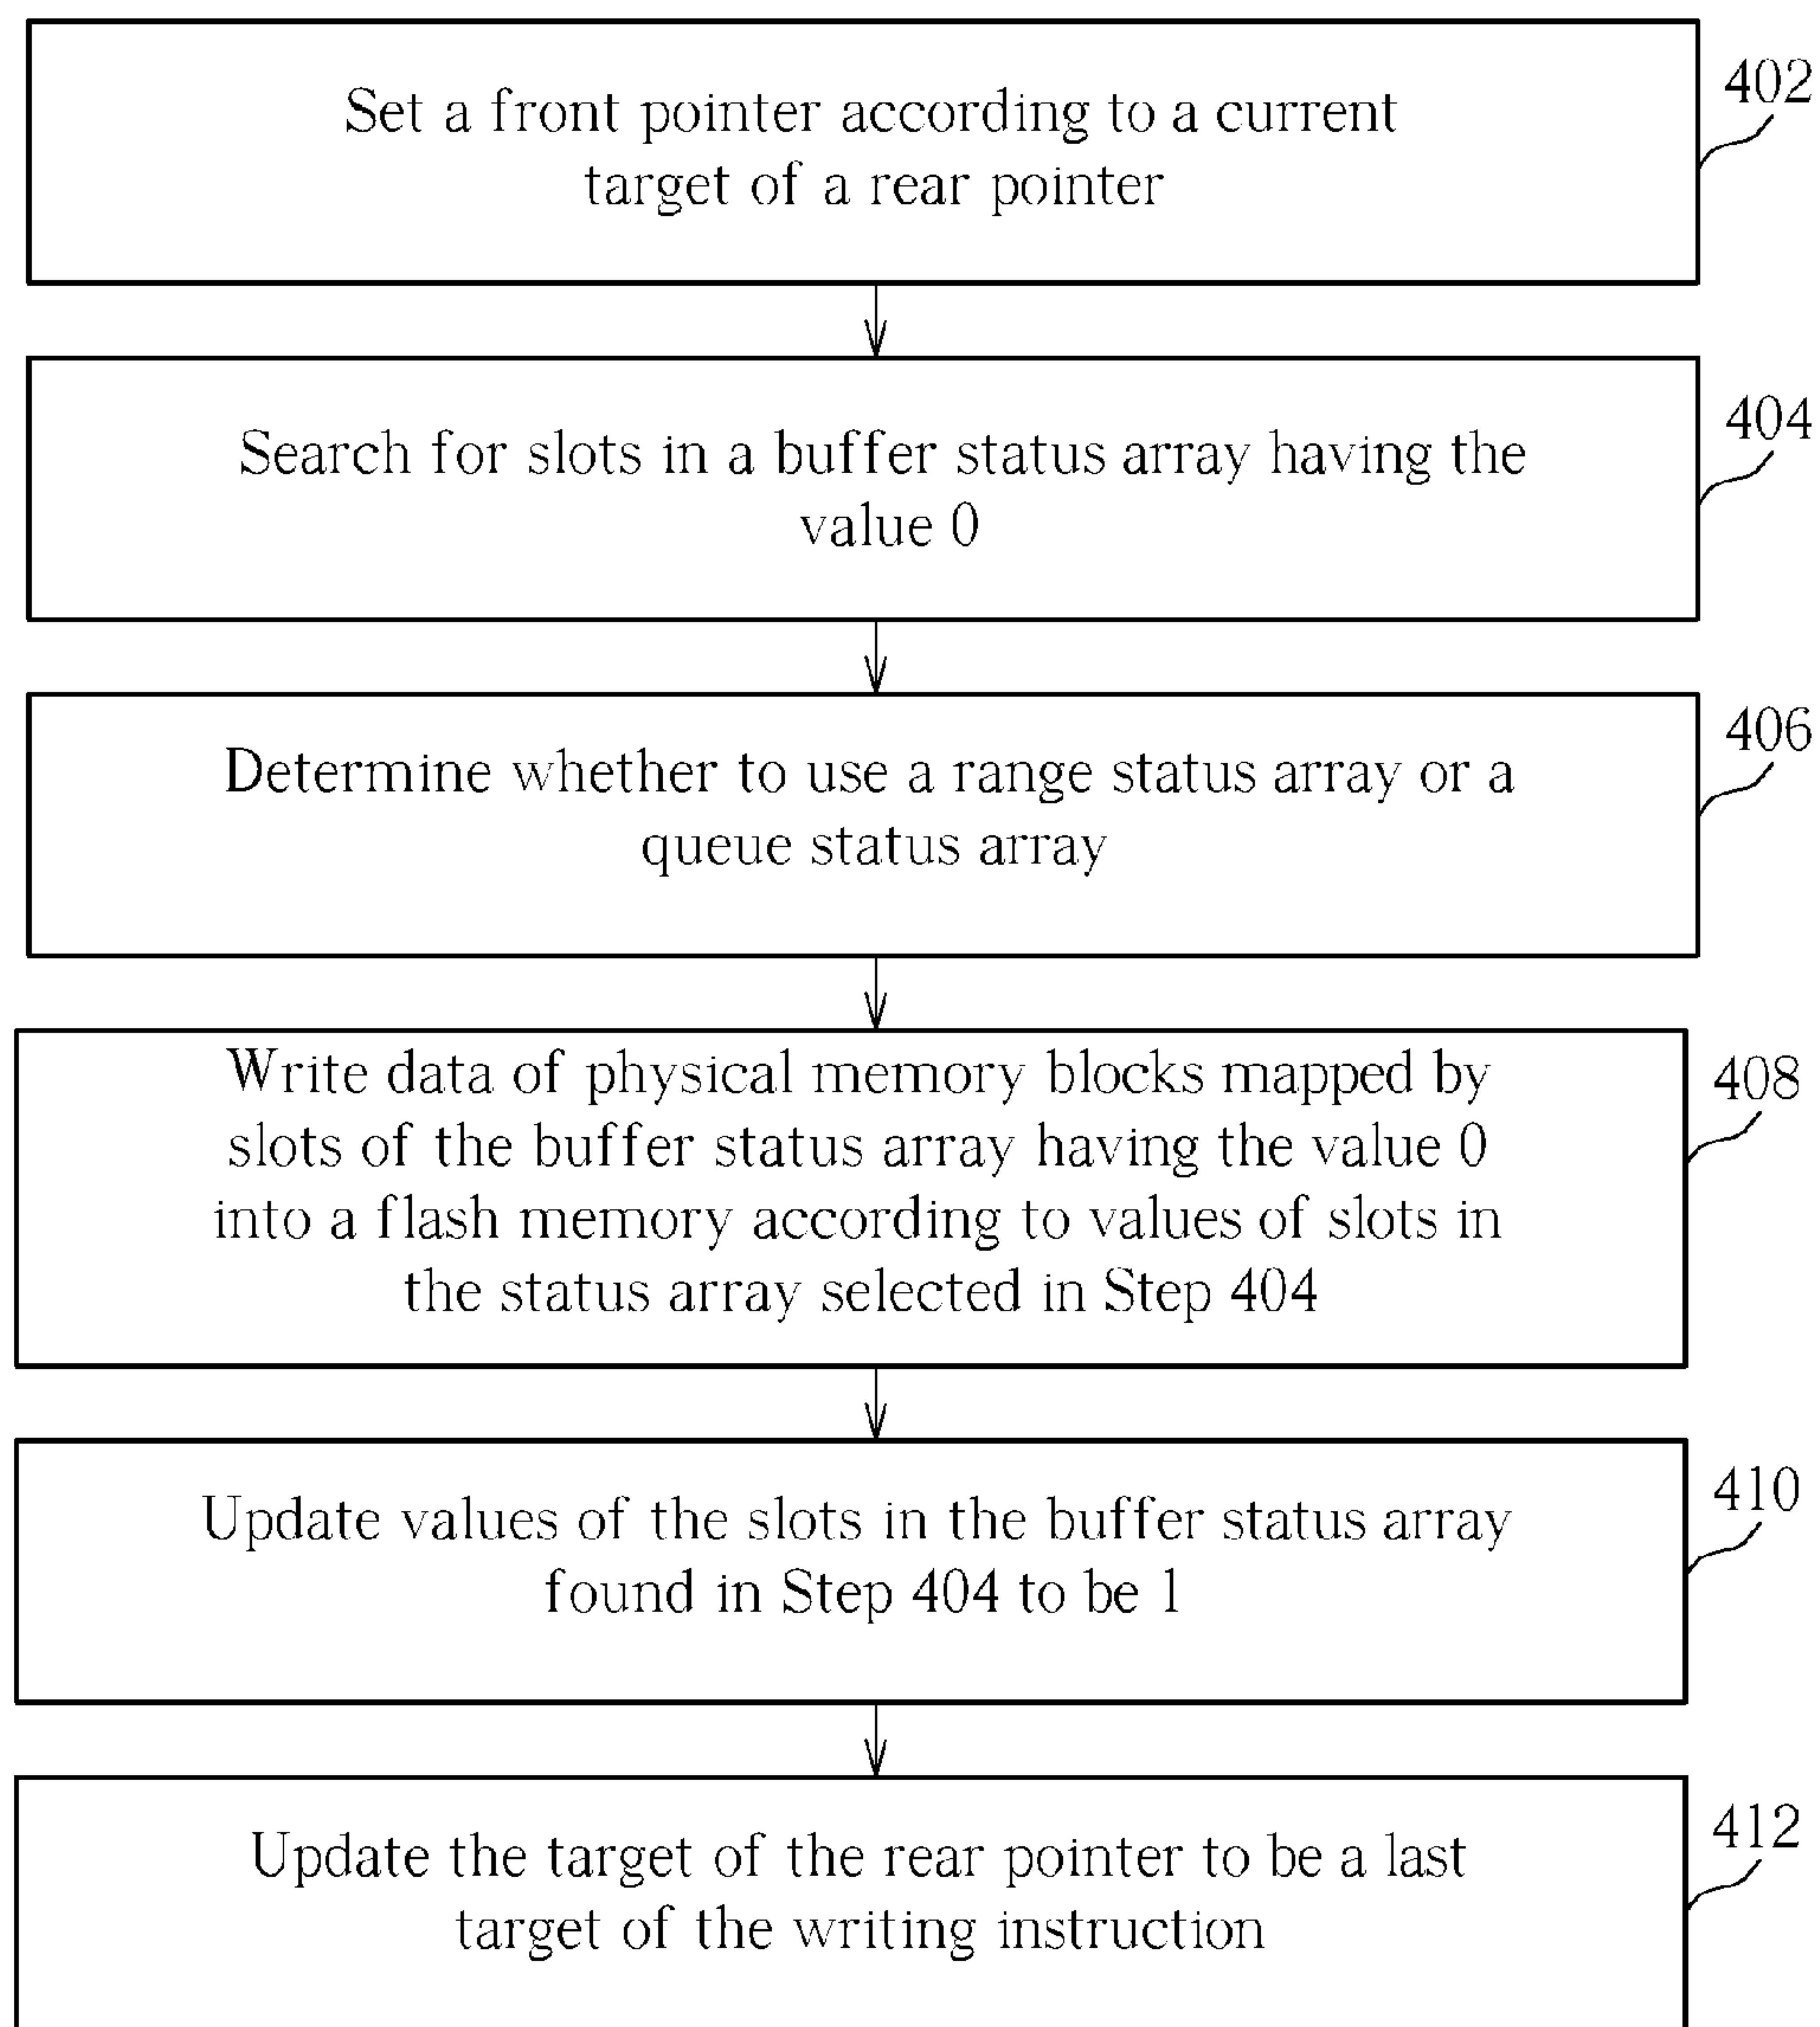 Set a front pointer according to a current
target of a rear pointer
402
Search for slots in a buffer status array having the
value 0
404
Determine whether to use a range status array or a
queue status array
406
Write data of physical memory blocks mapped by
slots of the buffer status array having the value 0
into a flash memory according to values of slots in
the status array selected in Step 404
408
Update values of the slots in the buffer status array
found in Step 404 to be 1
410
Update the target of the rear pointer to be a last
target of the writing instruction
412